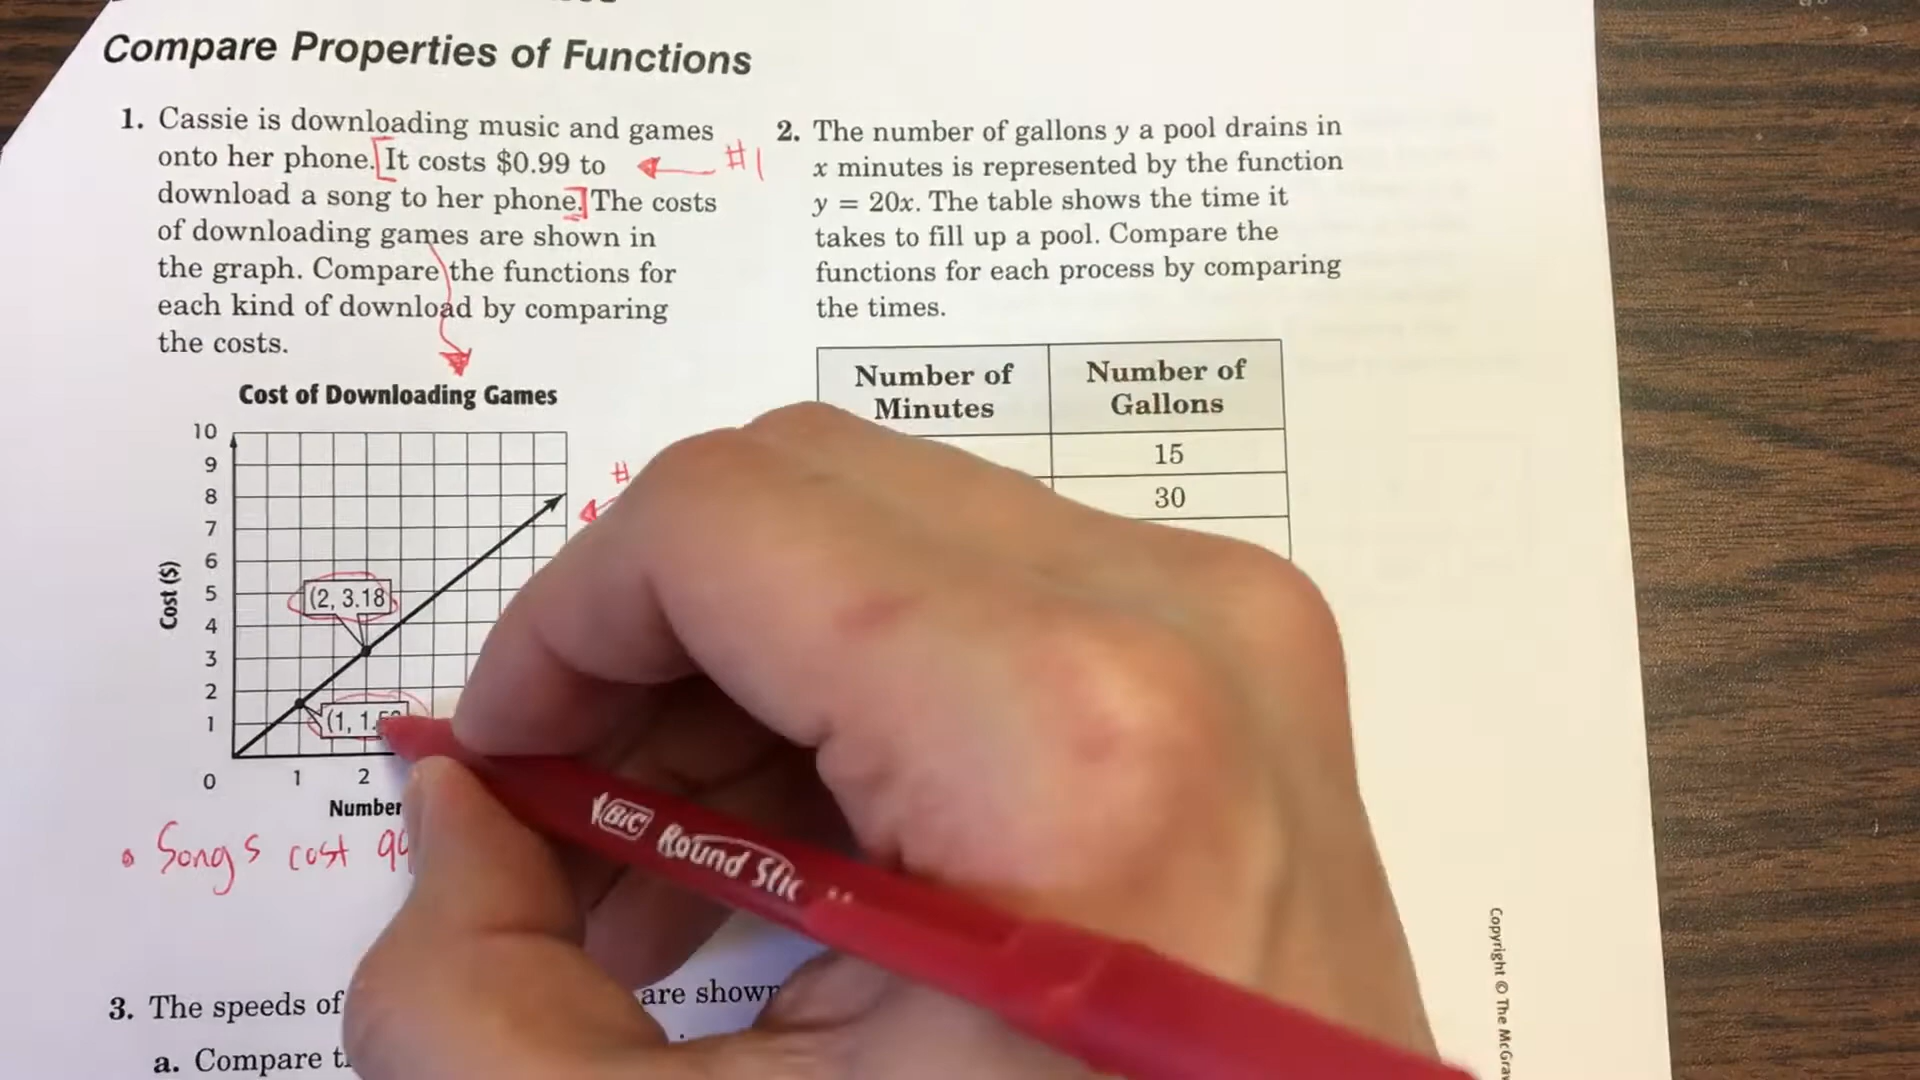 Compare Properties of Functions
1. Cassie is downloading music and games
onto her phone. [It costs $0.99 to
#1
download a song to her phone.] The costs
of downloading games are shown in
the graph. Compare the functions for
each kind of download by comparing
the costs.
Cost of Downloading Games
10
9
8
7
6
5
4
3
2
1
0
Cost ($)
(2, 3.18
(1, 1.
#
1 2
Number
• Songs cost
3. The speeds of
are shown
a. Compare
2. The number of gallons y a pool drains in
x minutes is represented by the function
y = 20x. The table shows the time it
takes to fill up a pool. Compare the
functions for each process by comparing
the times.
Number of Minutes
Number of Gallons
15
30
Copyright © The
BIC Round Stic